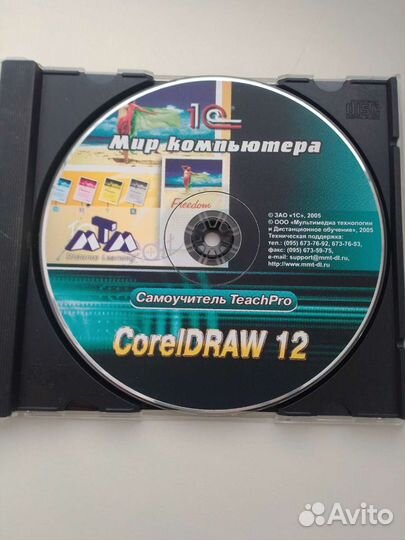 1С
Мир компьютера
Freedom
© ЗАО "1С", 2005
© ООО «Мультимедиа технологии
и Дистанционное обучение», 2005
Техническая поддержка:
тел.: (095) 673-76-92, 673-76-53,
факс: (095) 673-59-75,
e-mail: support@mmt-dl.ru,
http://www.mmt-dl.ru
Самоучитель TeachPro
CorelDRAW 12
Avito